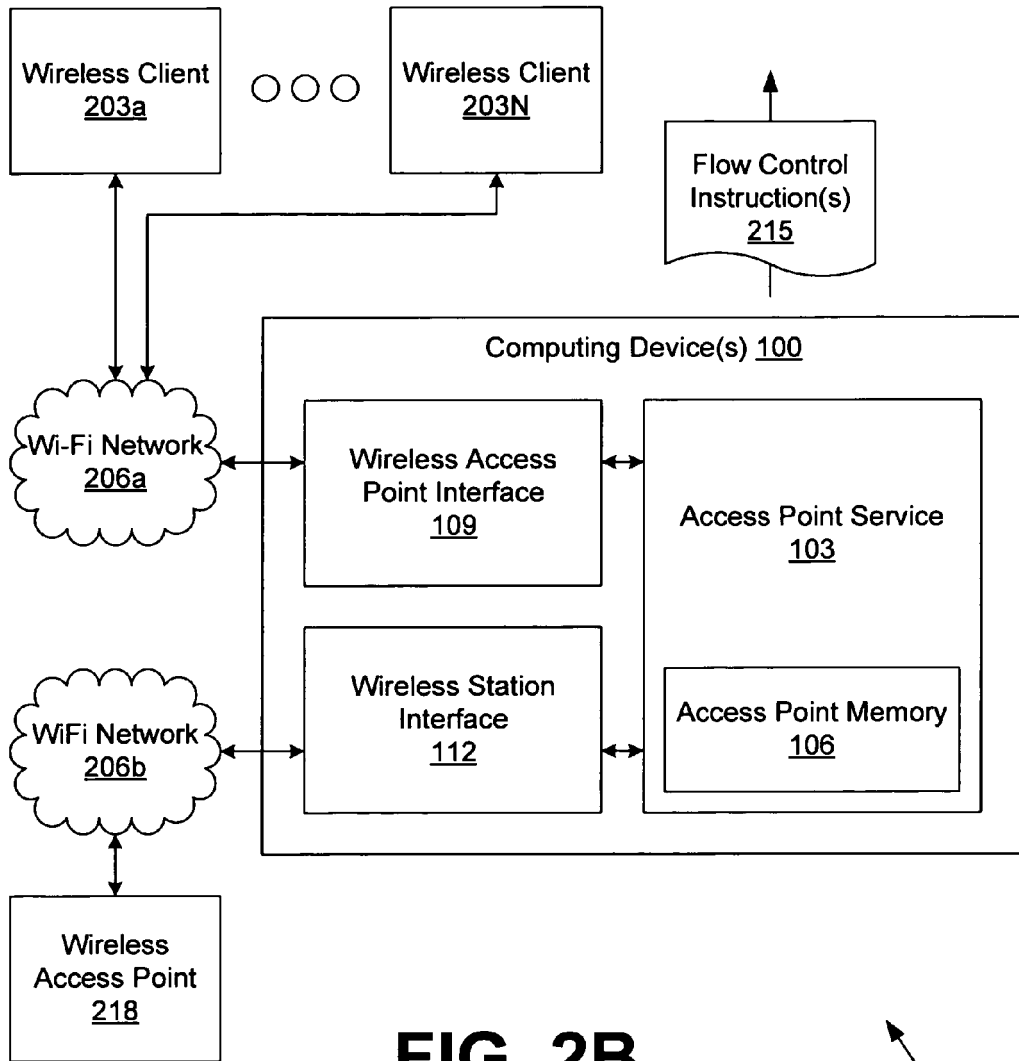 Wireless Client
203a
Wireless Client
203N
Flow Control
Instruction(s)
215
Computing Device(s) 100
Wi-Fi Network
206a
Wireless Access
Point Interface
109
Access Point Service
103
WiFi Network
206b
Wireless Station
Interface
112
Access Point Memory
106
Wireless
Access Point
218
FIG. 2B